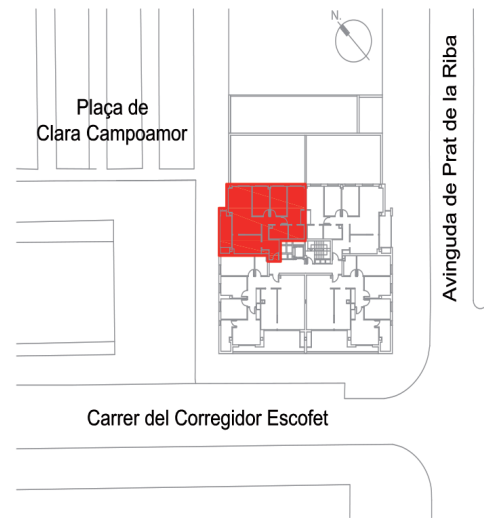 N.
Plaça de
Clara Campoamor
Avinguda de Prat de la Riba
Carrer del Corregidor Escofet